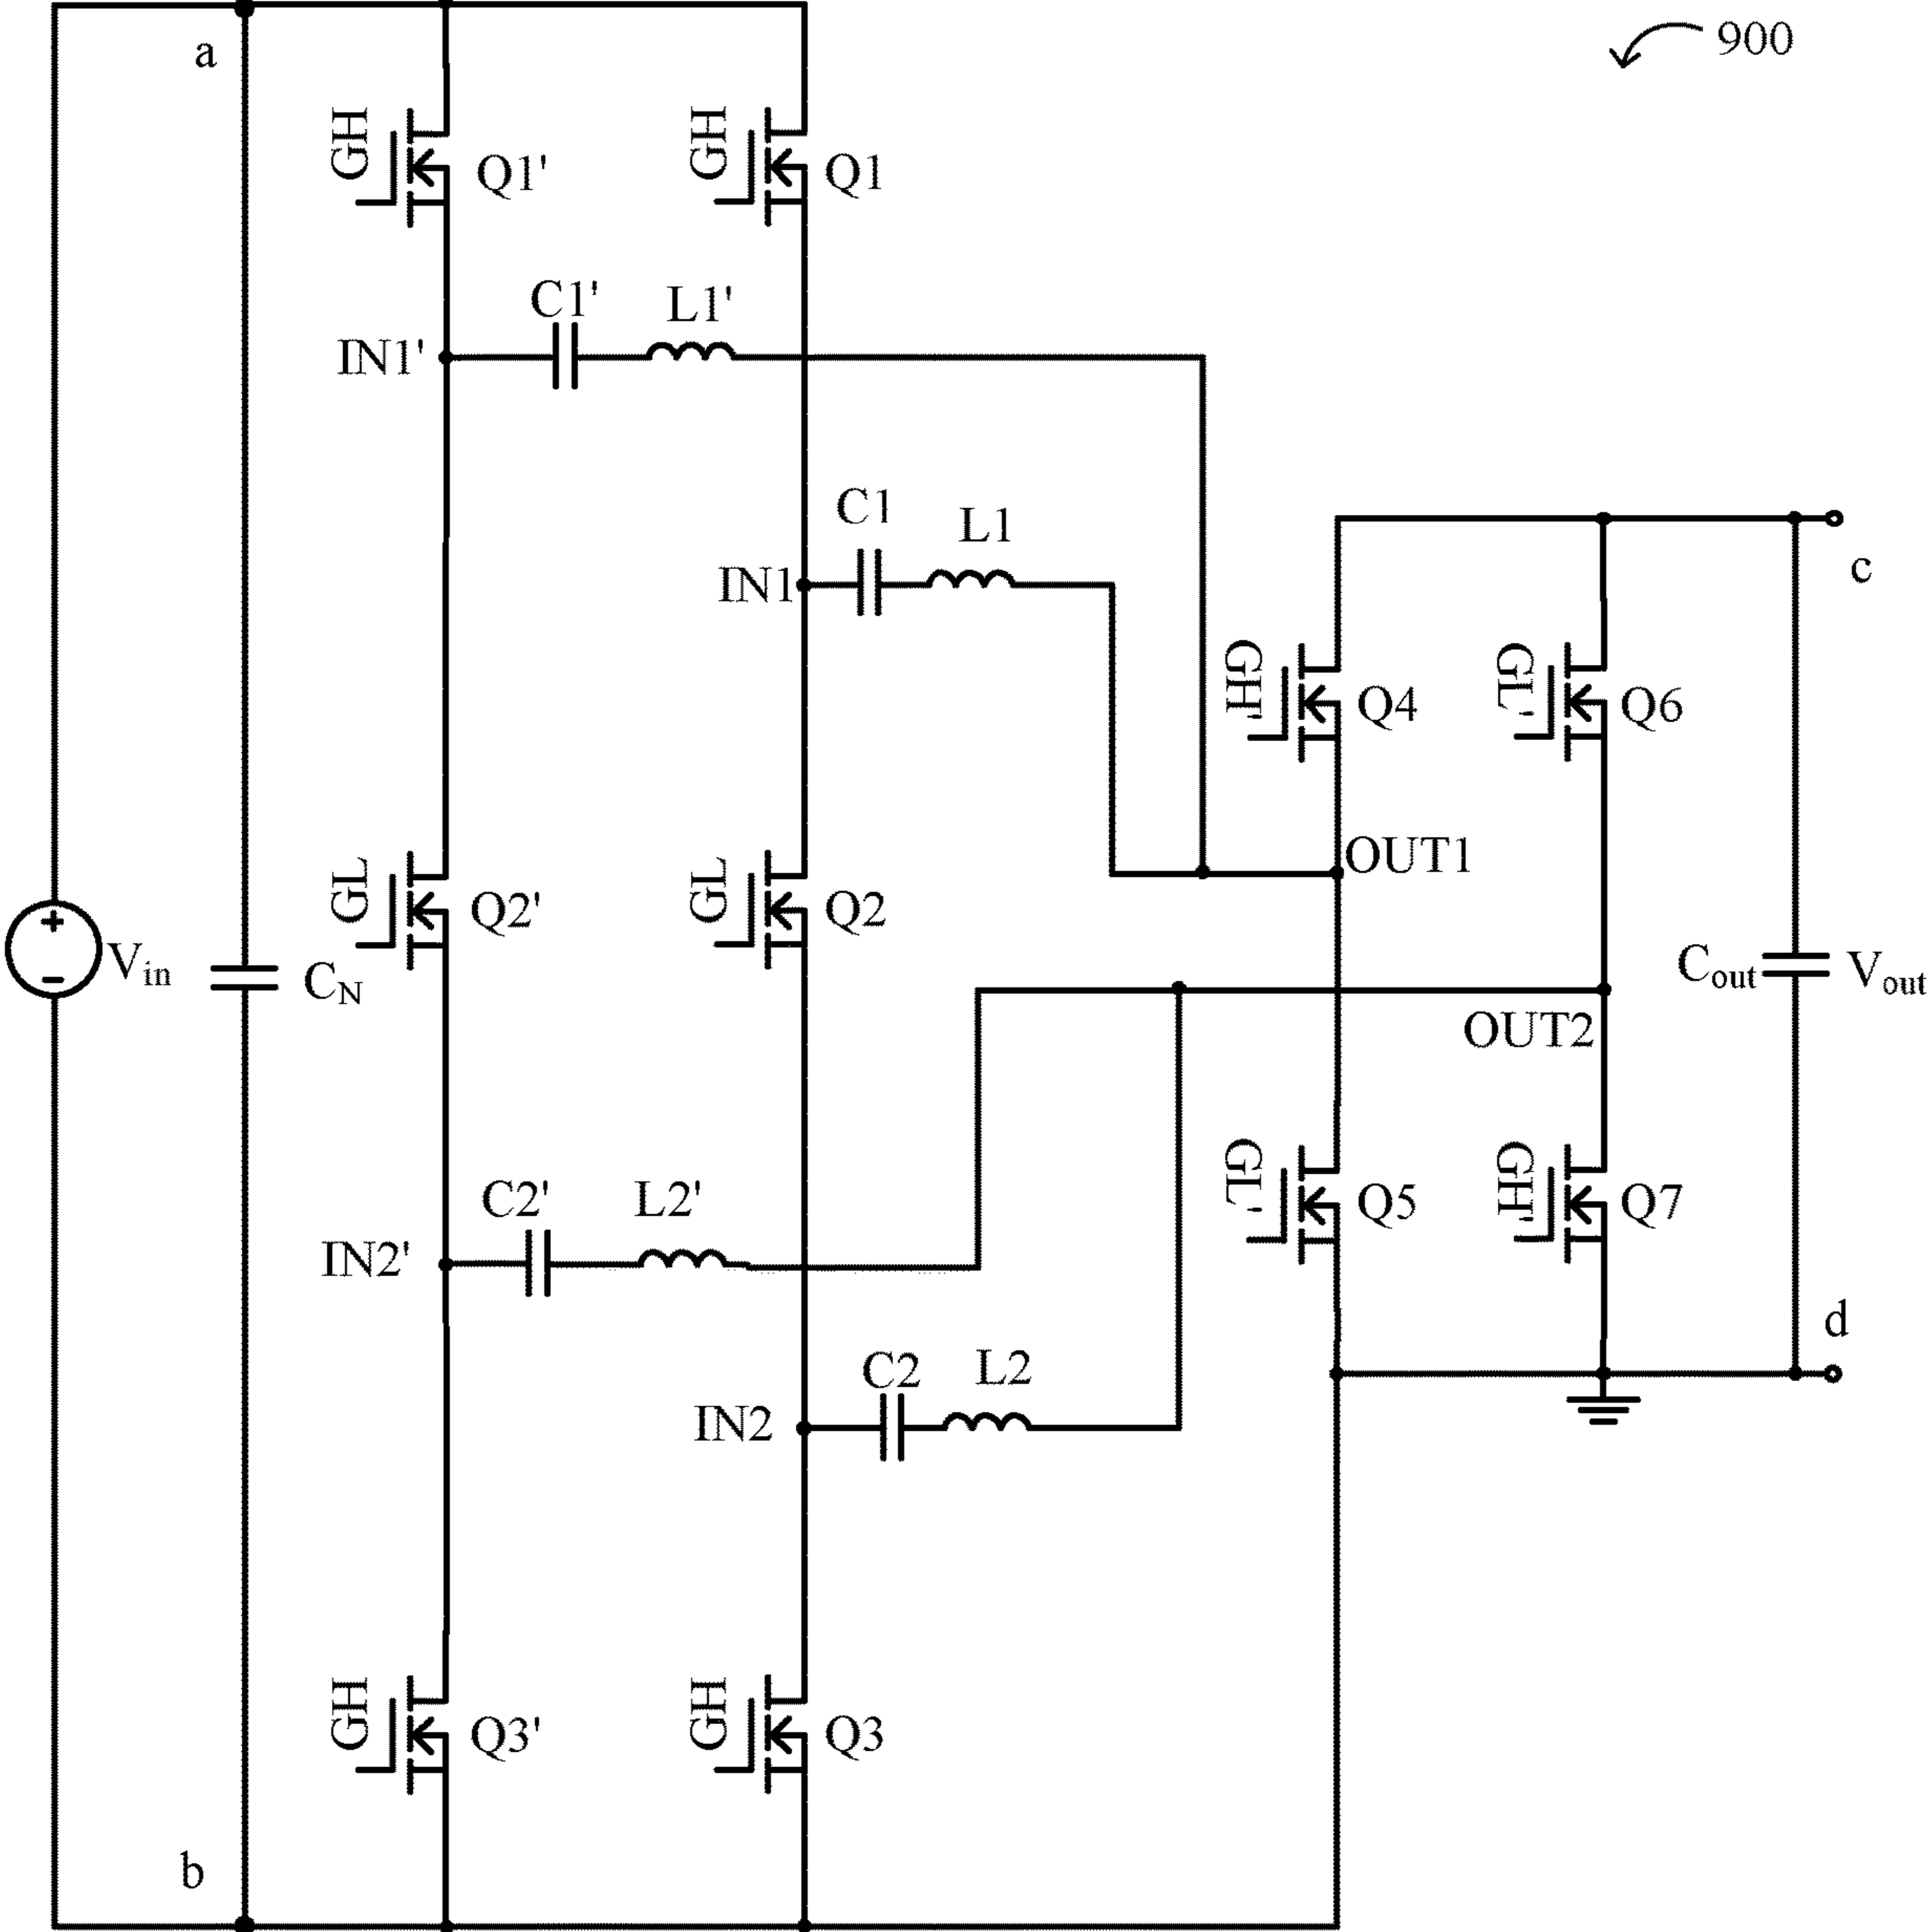 900
a
GH
Q1'
GH
Q1
C1'
L1'
IN1'
C1
L1
IN1
c
GH'
Q4
GL'
Q6
GL
Q2'
GL
Q2
OUT1
+
-
Vin
CN
Cout
Vout
OUT2
C2'
L2'
GL'
Q5
GH'
Q7
IN2'
d
C2
L2
IN2
GH
Q3'
GH
Q3
b